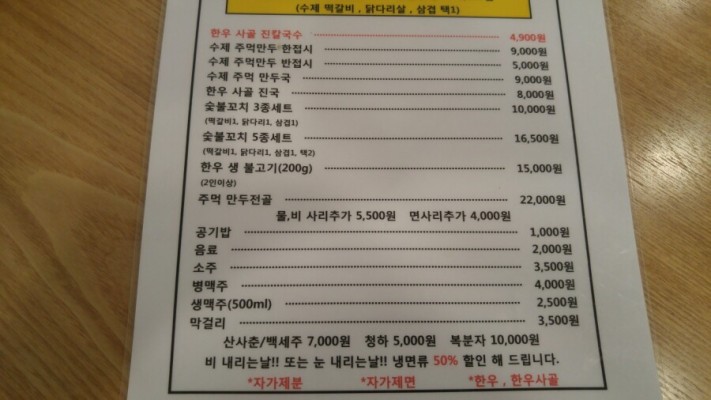 (수제 떡갈비 , 닭다리살 , 삼겹 택1)
한우 사골 진칼국수 4,900원
수제 주먹만두 한접시 9,000원
수제 주먹만두 반접시 5,000원
수제 주먹 만두국 9,000원
한우 사골 진국 8,000원
숯불꼬치 3종세트 10,000원
(떡갈비1, 닭다리1, 삼겹1)
숯불꼬치 5종세트 16,500원
(떡갈비1, 닭다리1, 삼겹1, 택2)
한우 생 불고기(200g) 15,000원
(2인이상)
주먹 만두전골 22,000원
물,비 사리추가 5,500원 면사리추가 4,000원
공기밥 1,000원
음료 2,000원
소주 3,500원
병맥주 4,000원
생맥주(500ml) 2,500원
막걸리 3,500원
산사춘/백세주 7,000원 청하 5,000원 복분자 10,000원
비 내리는날!! 또는 눈 내리는날!! 냉면류 50% 할인 해 드립니다.
*자가제분 *자가제면 *한우 , 한우사골